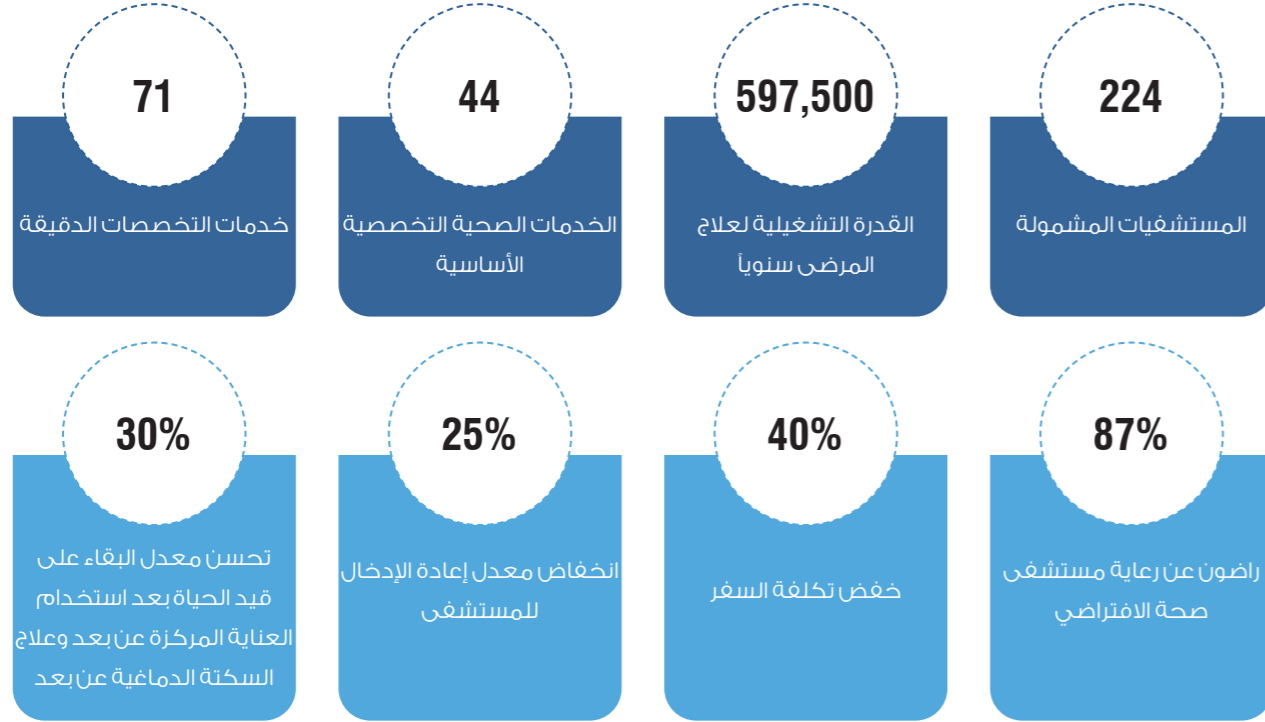 224
المستشفيات المشمولة
597,500
القدرة التشغيلية لعلاج
المرضى سنوياً
44
الخدمات الصحية التخصصية
الأساسية
71
خدمات التخصصات الدقيقة
87%
راضون عن رعاية مستشفى
صحة الافتراضي
40%
خفض تكلفة السفر
25%
انخفاض معدل إعادة الإدخال
للمستشفى
30%
تحسن معدل البقاء على
قيد الحياة بعد استخدام
العناية المركزة عن بعد وعلاج
السكتة الدماغية عن بعد